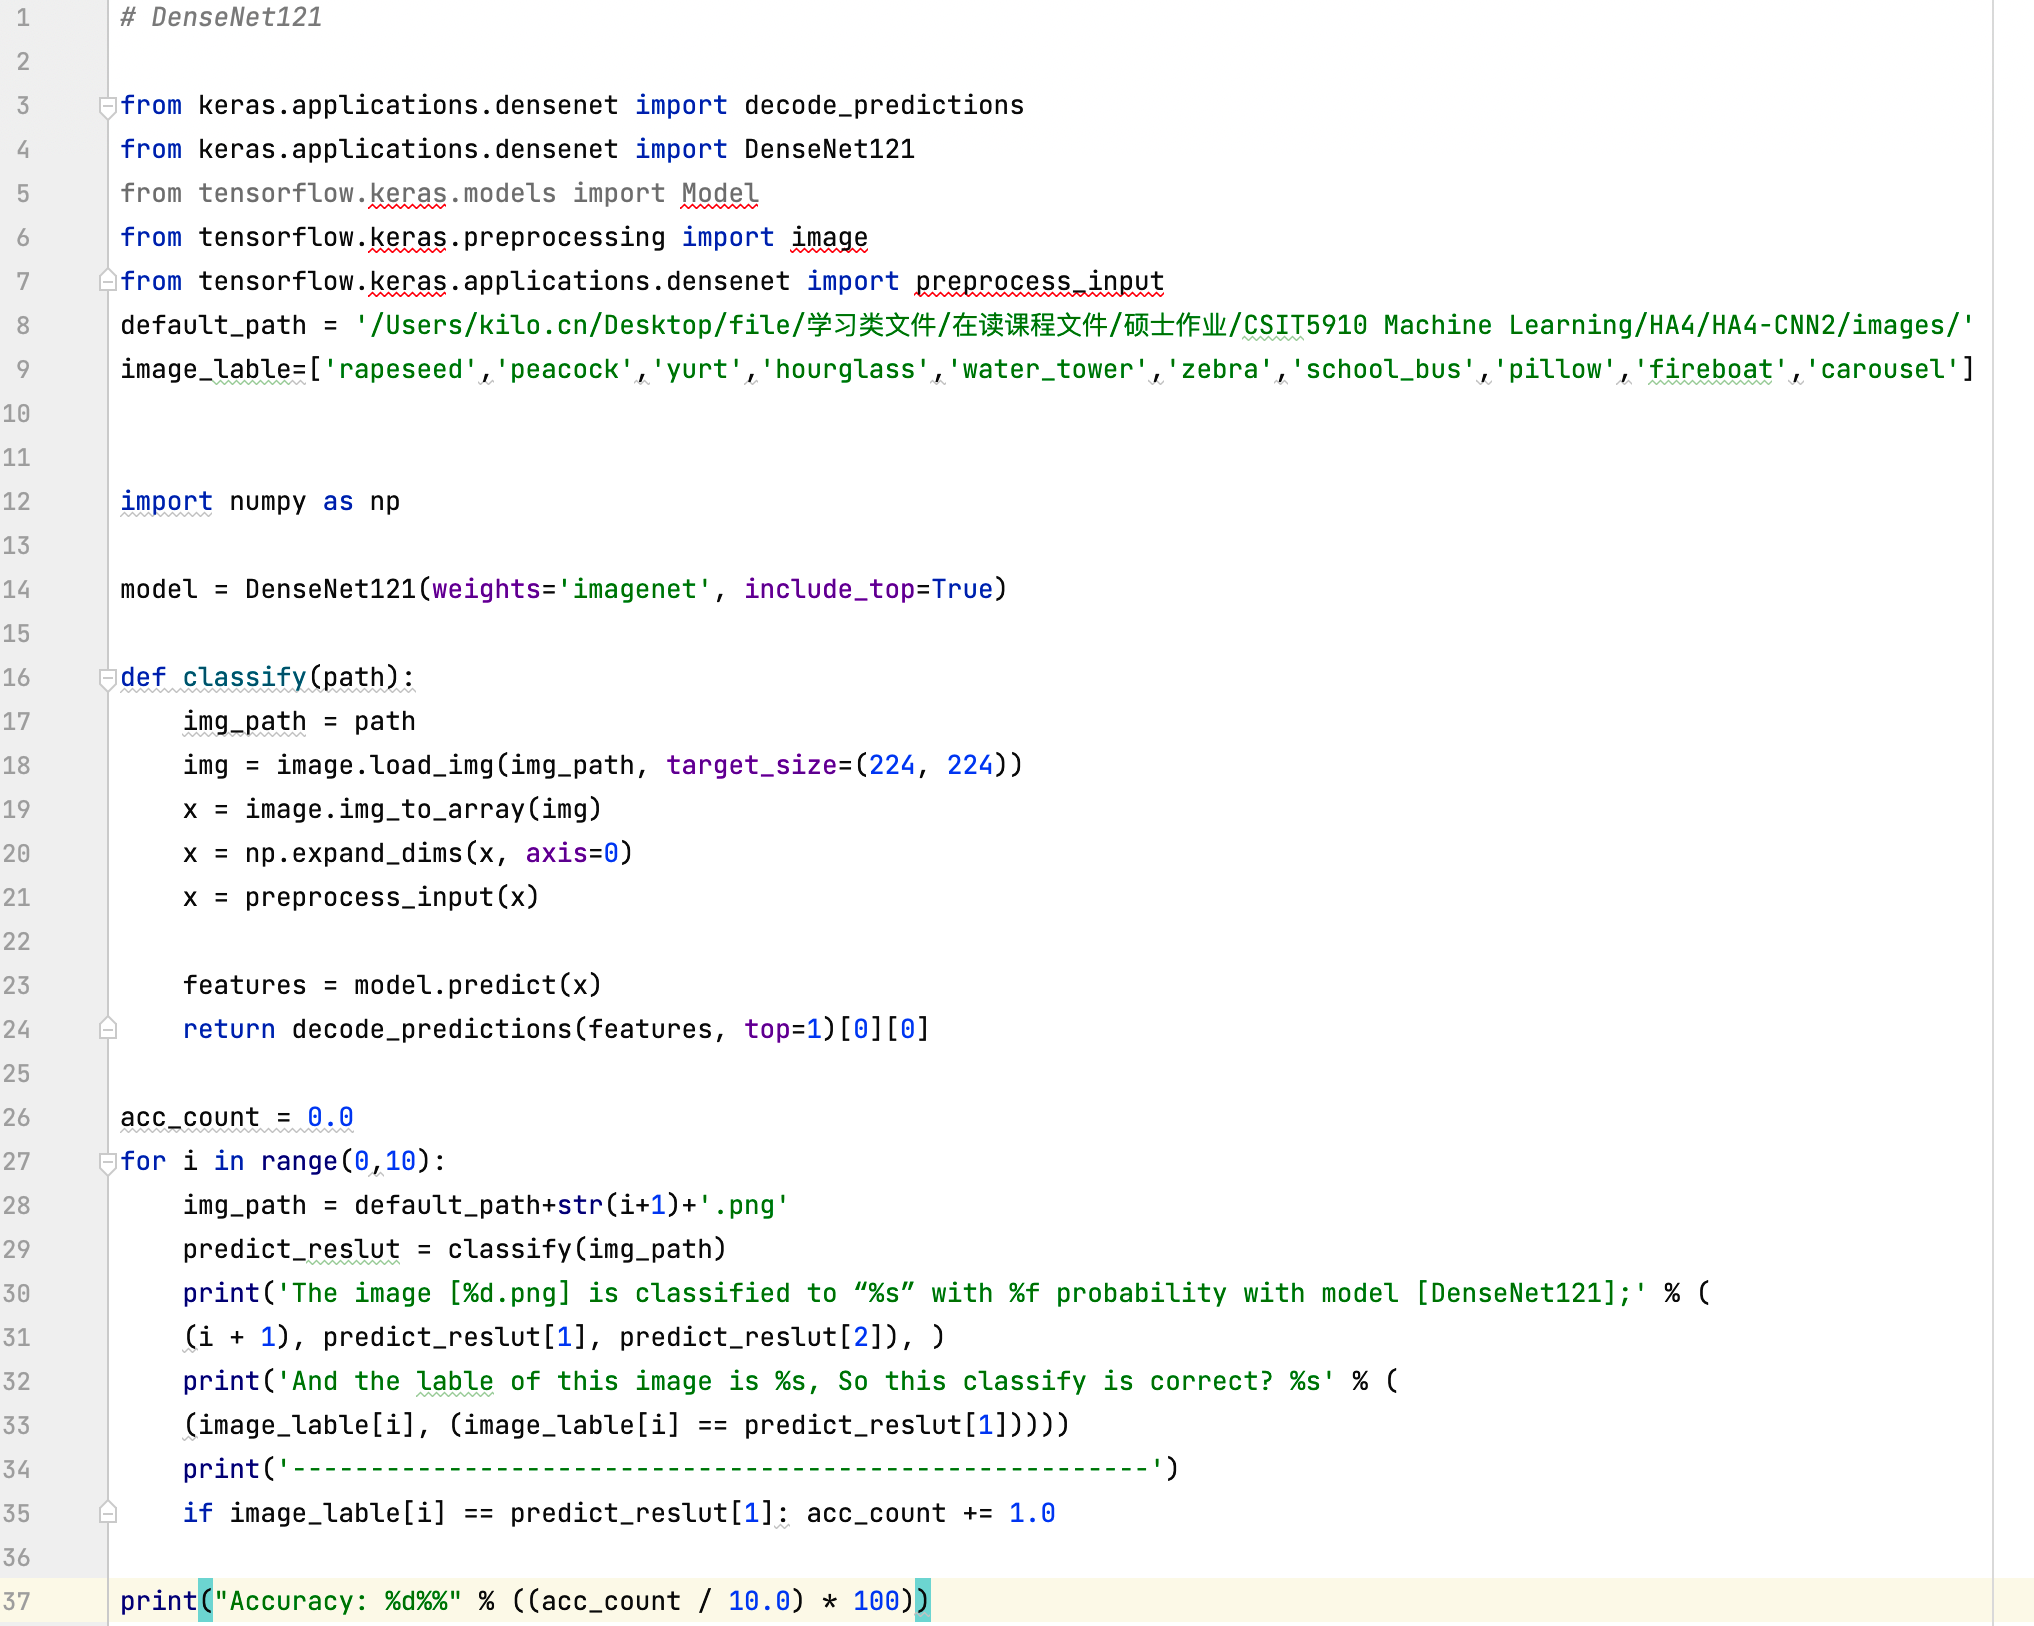 1 # DenseNet121
2
3 from keras.applications.densenet import decode_predictions
4 from keras.applications.densenet import DenseNet121
5 from tensorflow.keras.models import Model
6 from tensorflow.keras.preprocessing import image
7 from tensorflow.keras.applications.densenet import preprocess_input
8 default_path = '/Users/kilo.cn/Desktop/file/学习类文件/在读课程文件/硕士作业/CSIT5910 Machine Learning/HA4/HA4-CNN2/images/'
9 image_lable=['rapeseed','peacock','yurt','hourglass','water_tower','zebra','school_bus','pillow','fireboat','carousel']
10
11
12 import numpy as np
13
14 model = DenseNet121(weights='imagenet', include_top=True)
15
16 def classify(path):
17     img_path = path
18     img = image.load_img(img_path, target_size=(224, 224))
19     x = image.img_to_array(img)
20     x = np.expand_dims(x, axis=0)
21     x = preprocess_input(x)
22
23     features = model.predict(x)
24     return decode_predictions(features, top=1)[0][0]
25
26 acc_count = 0.0
27 for i in range(0,10):
28     img_path = default_path+str(i+1)+'.png'
29     predict_reslut = classify(img_path)
30     print('The image [%d.png] is classified to “%s” with %f probability with model [DenseNet121];' % (
31     (i + 1), predict_reslut[1], predict_reslut[2]), )
32     print('And the lable of this image is %s, So this classify is correct? %s' % (
33     (image_lable[i], (image_lable[i] == predict_reslut[1]))))
34     print('-------------------------------------------------------')
35     if image_lable[i] == predict_reslut[1]: acc_count += 1.0
36
37 print("Accuracy: %d%%" % ((acc_count / 10.0) * 100))